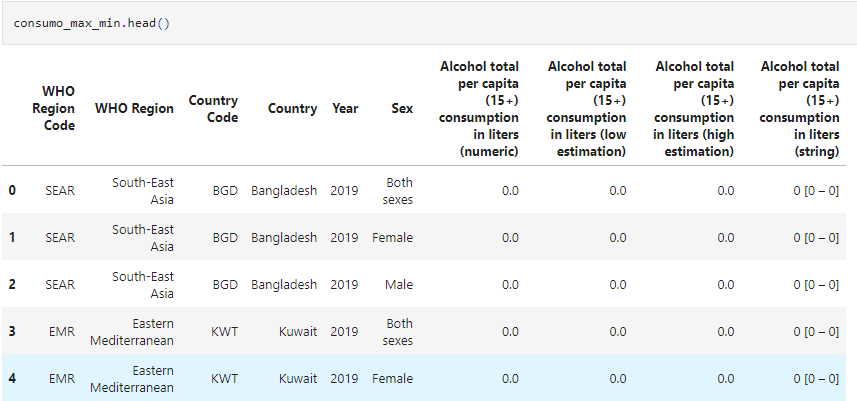 consumo_max_min.head()
WHO Region Code WHO Region Country Code Country Year Sex Alcohol total per capita (15+) consumption in liters (numeric) Alcohol total per capita (15+) consumption in liters (low estimation) Alcohol total per capita (15+) consumption in liters (high estimation) Alcohol total per capita (15+) consumption in liters (string)
0 SEAR South-East Asia BGD Bangladesh 2019 Both sexes 0.0 0.0 0.0 0 [0 – 0]
1 SEAR South-East Asia BGD Bangladesh 2019 Female 0.0 0.0 0.0 0 [0 – 0]
2 SEAR South-East Asia BGD Bangladesh 2019 Male 0.0 0.0 0.0 0 [0 – 0]
3 EMR Eastern Mediterranean KWT Kuwait 2019 Both sexes 0.0 0.0 0.0 0 [0 – 0]
4 EMR Eastern Mediterranean KWT Kuwait 2019 Female 0.0 0.0 0.0 0 [0 – 0]